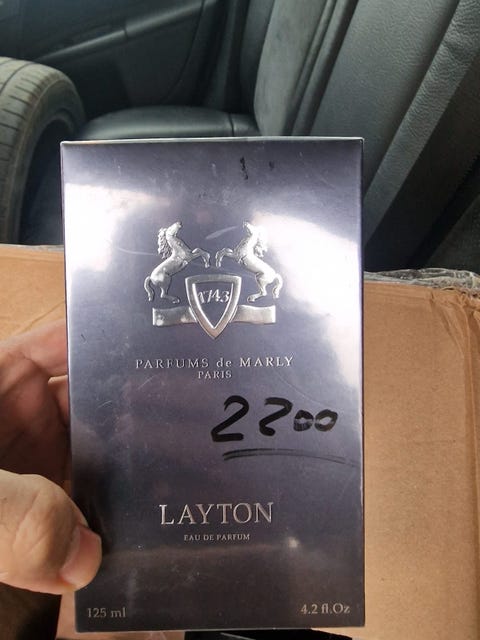 1743
PARFUMS de MARLY
PARIS
2200
LAYTON
EAU DE PARFUM
125 ml 4.2 fl.Oz